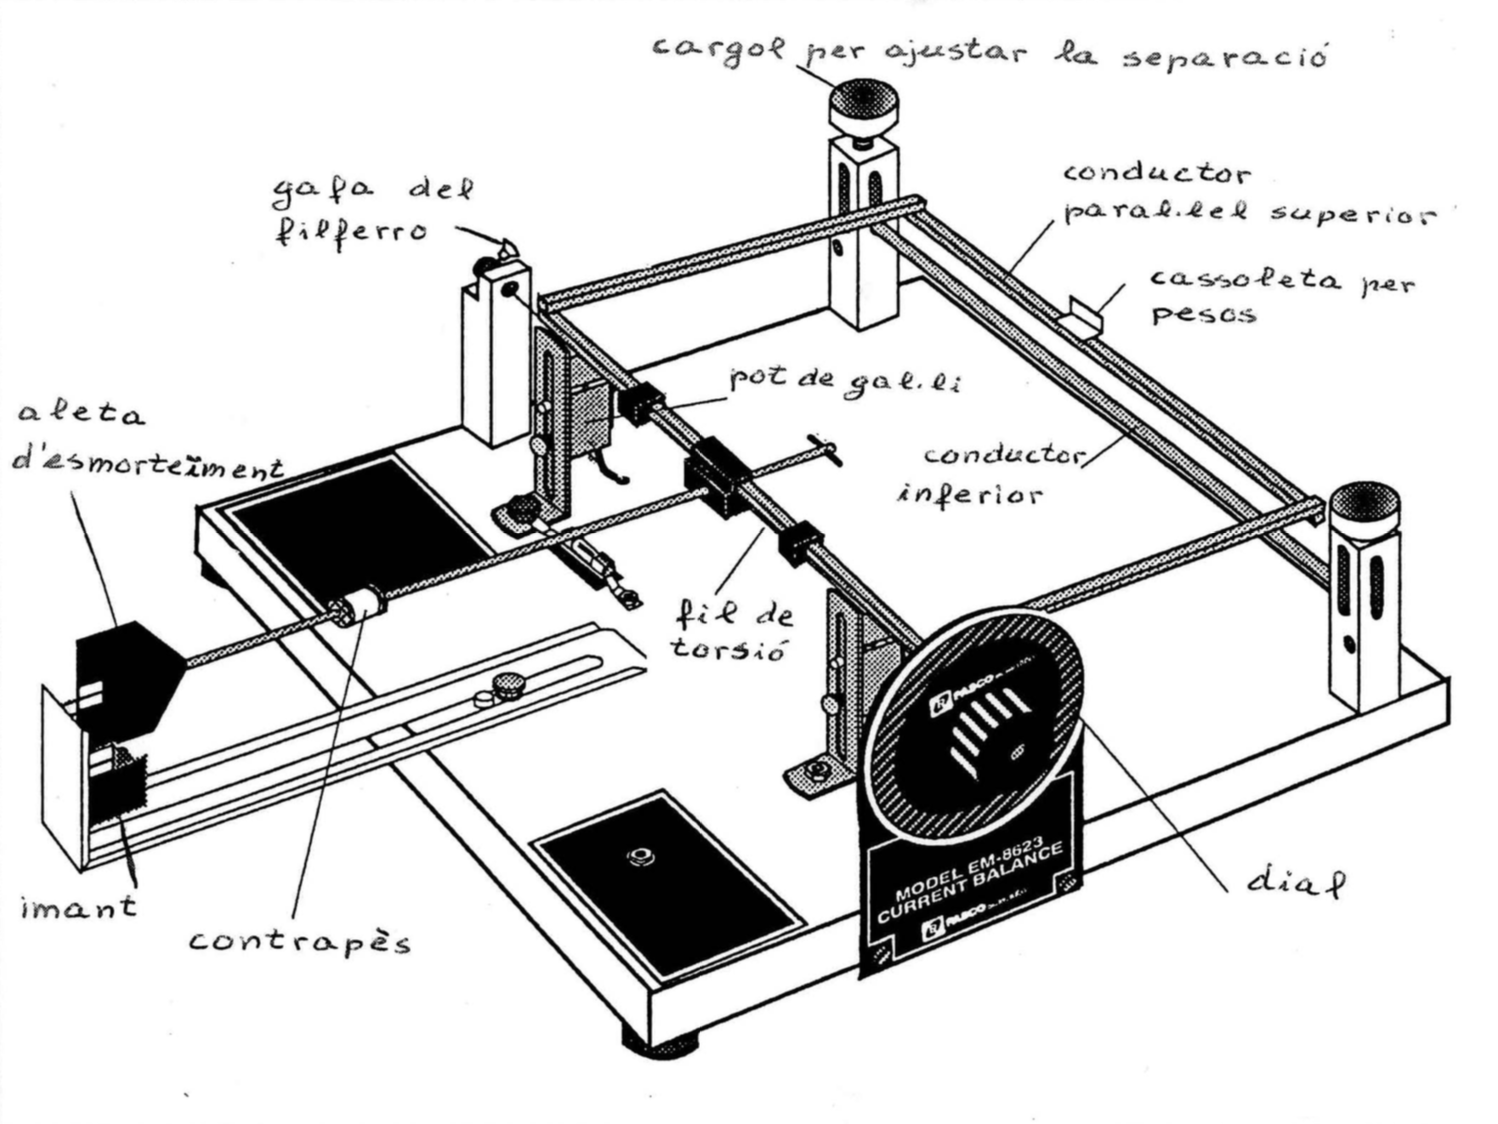 cargol per ajustar la separació
gafa del
filferro
conductor
paral.lel superior
cassoleta per
pesos
pot de gal.li
aleta
d'esmorteïment
conductor
inferior
fil de
torsió
PASCO
MODEL EM-8623
CURRENT BALANCE
PASCO
dial
imant
contrapès